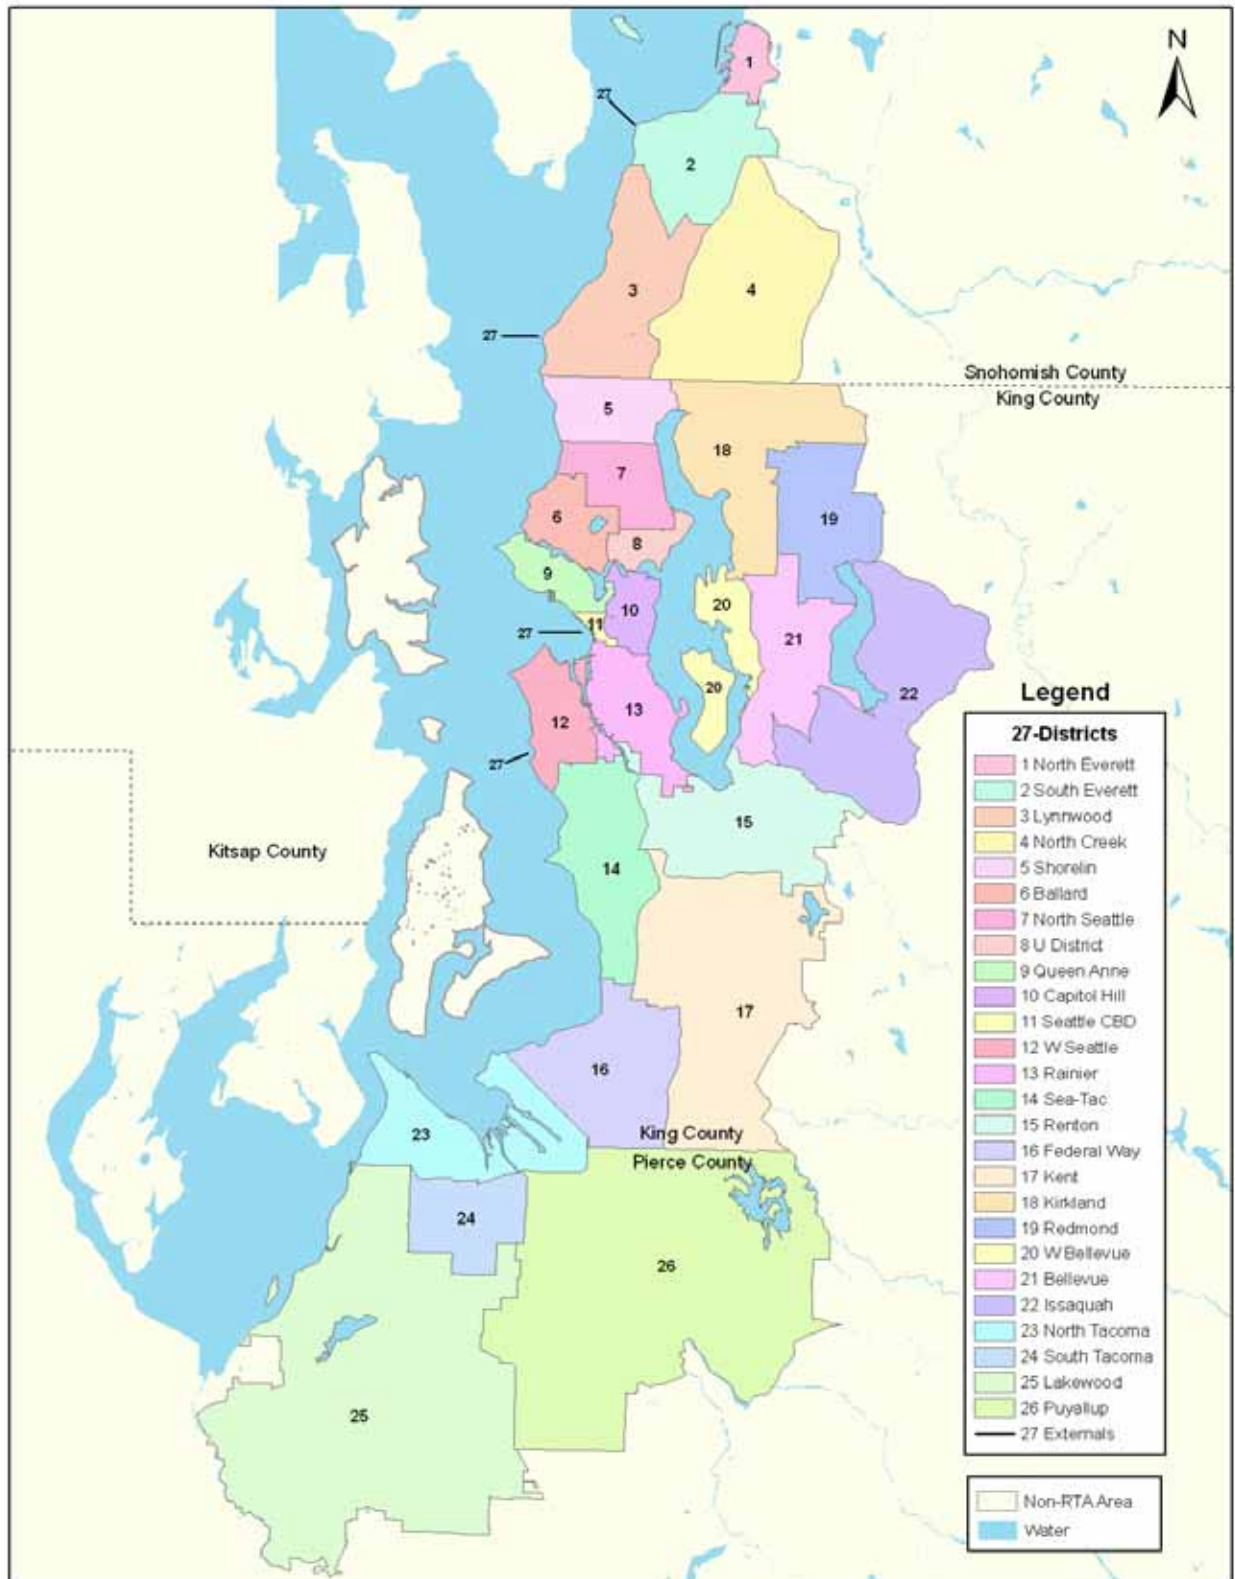 N
1
27
2
3
4
27
Snohomish County
King County
5
18
7
6
19
8
9
20
10
11
27
21
20
22
13
12
27
Legend
27-Districts
1 North Everett
2 South Everett
3 Lynnwood
4 North Creek
5 Shorelin
6 Ballard
7 North Seattle
8 U District
9 Queen Anne
10 Capitol Hill
11 Seattle CBD
12 W Seattle
13 Rainier
14 Sea-Tac
15 Renton
16 Federal Way
17 Kent
18 Kirkland
19 Redmond
20 W Bellevue
21 Bellevue
22 Issaquah
23 North Tacoma
24 South Tacoma
25 Lakewood
26 Puyallup
27 Externals
Non-RTA Area
Water
15
Kitsap County
14
17
16
23
King County
Pierce County
24
26
25